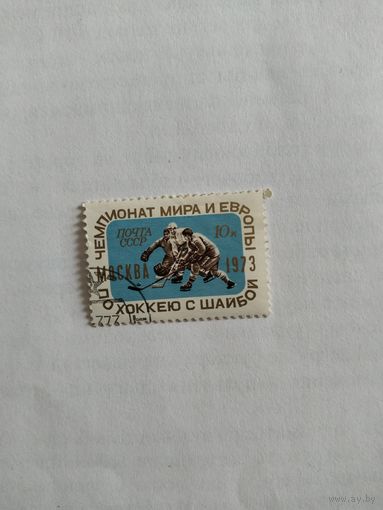 ЧЕМПИОНАТ МИРА И ЕВРОПЫ
ПО ХОККЕЮ С ШАЙБОЙ
ПОЧТА
СССР
10к
МОСКВА 1973
www.ay.by